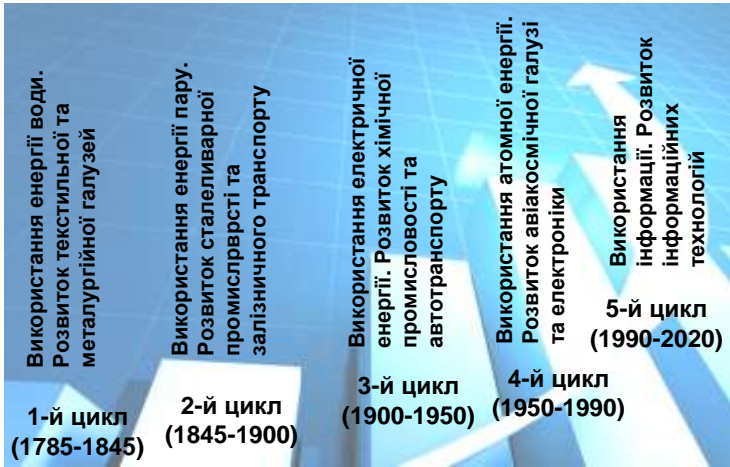 Використання енергії води.
Розвиток текстильної та
металургійної галузей
1-й цикл
(1785-1845)
Використання енергії пару.
Розвиток сталеливарної
промислрврсті та
залізничного транспорту
2-й цикл
(1845-1900)
Використання електричної
енергії. Розвиток хімічної
промисловості та
автотранспорту
3-й цикл
(1900-1950)
Використання атомної енергії.
Розвиток авіакосмічної галузі
та електроніки
4-й цикл
(1950-1990)
Використання
інформації. Розвиток
інформаційних
технологій
5-й цикл
(1990-2020)